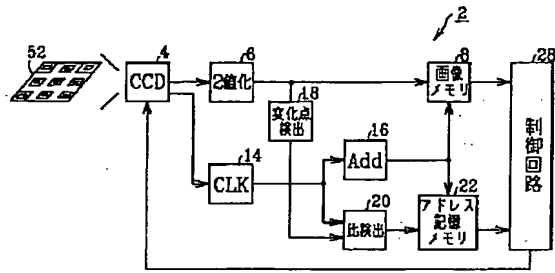 2
52
4
CCD
6
2値化
8
画像
メモリ
28
制御回路
18
変化点
検出
16
Add
14
CLK
20
比検出
22
アドレス
記憶
メモリ